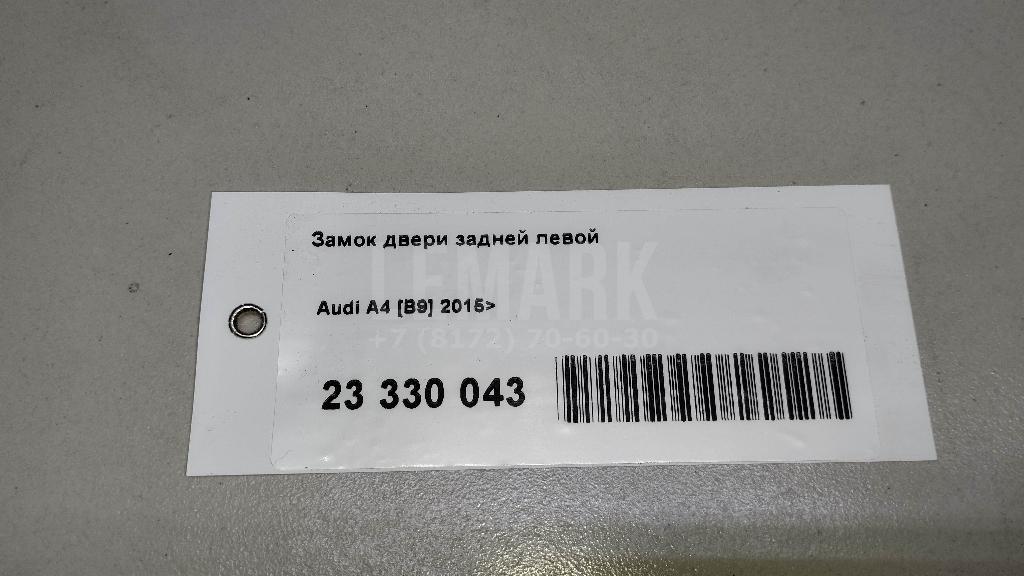 Замок двери задней левой
LEMARK
Audi A4 [B9] 2015>
+7 (8172) 70-60-30
23 330 043